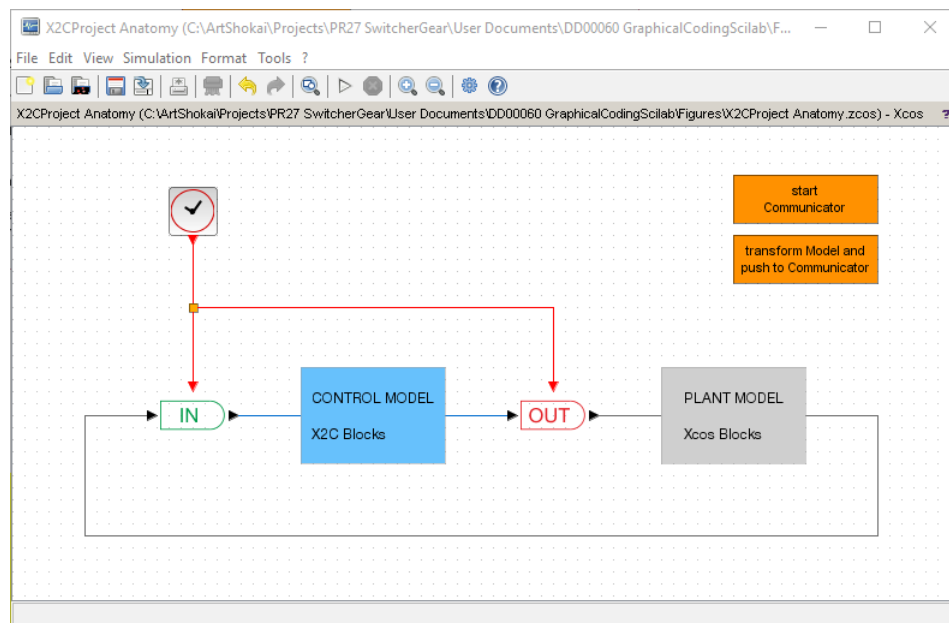 X2CProject Anatomy (C:\ArtShokai\Projects\PR27 SwitcherGear\User Documents\DD00060 GraphicalCodingScilab\F...
File Edit View Simulation Format Tools ?
X2CProject Anatomy (C:\ArtShokai\Projects\PR27 SwitcherGear\User Documents\DD00060 GraphicalCodingScilab\Figures\X2CProject Anatomy.zcos) - Xcos ?
start
Communicator
transform Model and
push to Communicator
IN
CONTROL MODEL
X2C Blocks
OUT
PLANT MODEL
Xcos Blocks